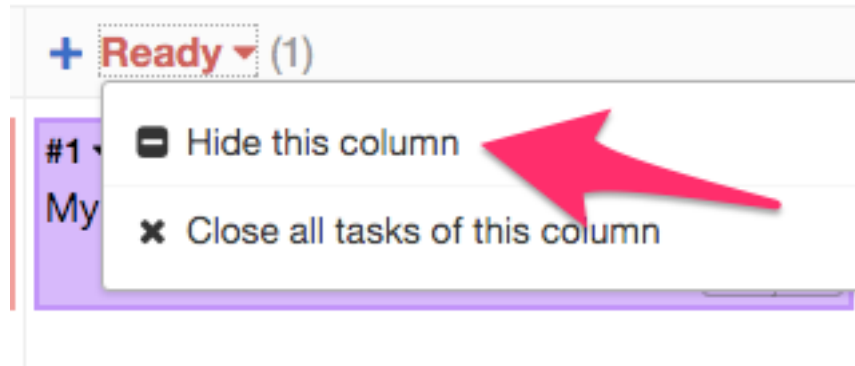 + Ready (1)
Hide this column
#1
My
Close all tasks of this column